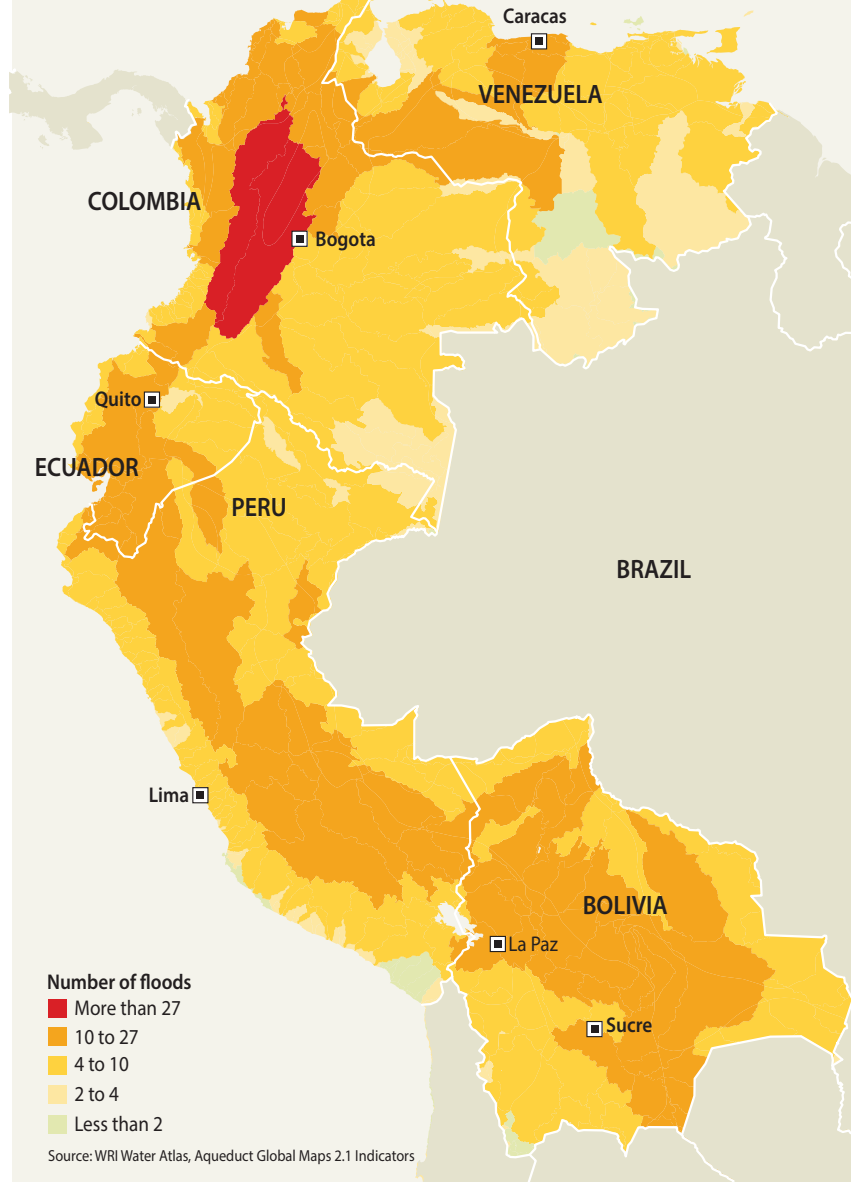 Caracas
VENEZUELA
COLOMBIA
Bogota
Quito
ECUADOR
PERU
BRAZIL
Lima
BOLIVIA
La Paz
Sucre
Number of floods
More than 27
10 to 27
4 to 10
2 to 4
Less than 2
Source: WRI Water Atlas, Aqueduct Global Maps 2.1 Indicators